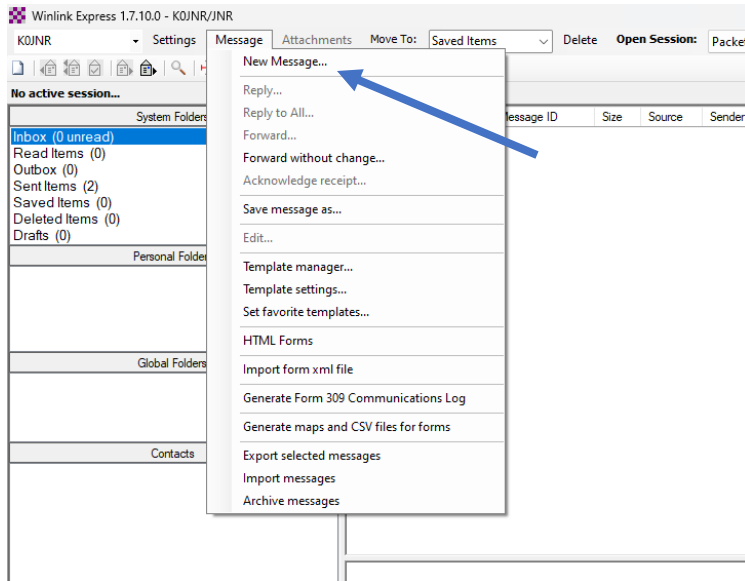 Winlink Express 1.7.10.0 - K0JNR/JNR
K0JNR Settings Message Attachments Move To: Saved Items Delete Open Session: Packet
No active session...
System Folders
Message ID Size Source Sender
Inbox (0 unread)
Read Items (0)
Outbox (0)
Sent Items (2)
Saved Items (0)
Deleted Items (0)
Drafts (0)
Personal Folders
Global Folders
Contacts
New Message...
Reply...
Reply to All...
Forward...
Forward without change...
Acknowledge receipt...
Save message as...
Edit...
Template manager...
Template settings...
Set favorite templates...
HTML Forms
Import form xml file
Generate Form 309 Communications Log
Generate maps and CSV files for forms
Export selected messages
Import messages
Archive messages